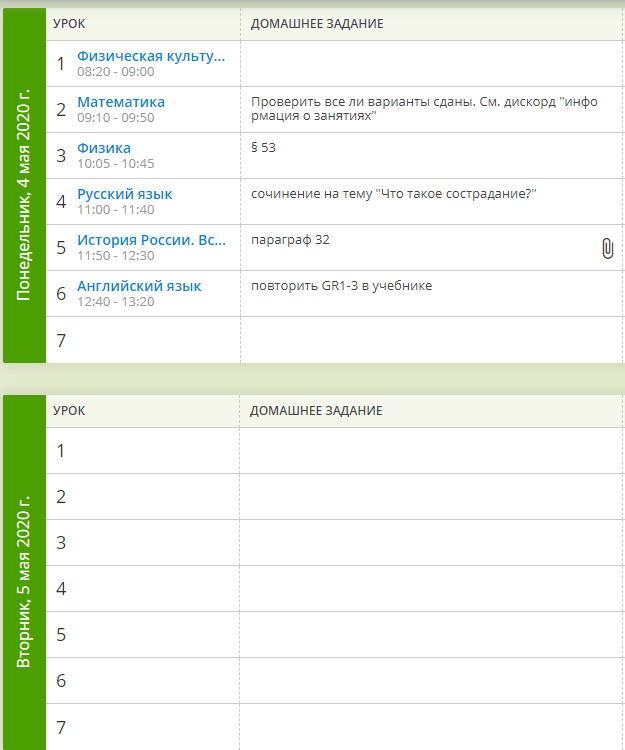 УРОК ДОМАШНЕЕ ЗАДАНИЕ
Понедельник, 4 мая 2020 г.
1 Физическая культу...
08:20 - 09:00
2 Математика Проверить все ли варианты сданы. См. дискорд "инфо
09:10 - 09:50 рмация о занятиях"
3 Физика § 53
10:05 - 10:45
4 Русский язык сочинение на тему "Что такое сострадание?"
11:00 - 11:40
5 История России. Вс... параграф 32
11:50 - 12:30
6 Английский язык повторить GR1-3 в учебнике
12:40 - 13:20
7
УРОК ДОМАШНЕЕ ЗАДАНИЕ
Вторник, 5 мая 2020 г.
1
2
3
4
5
6
7